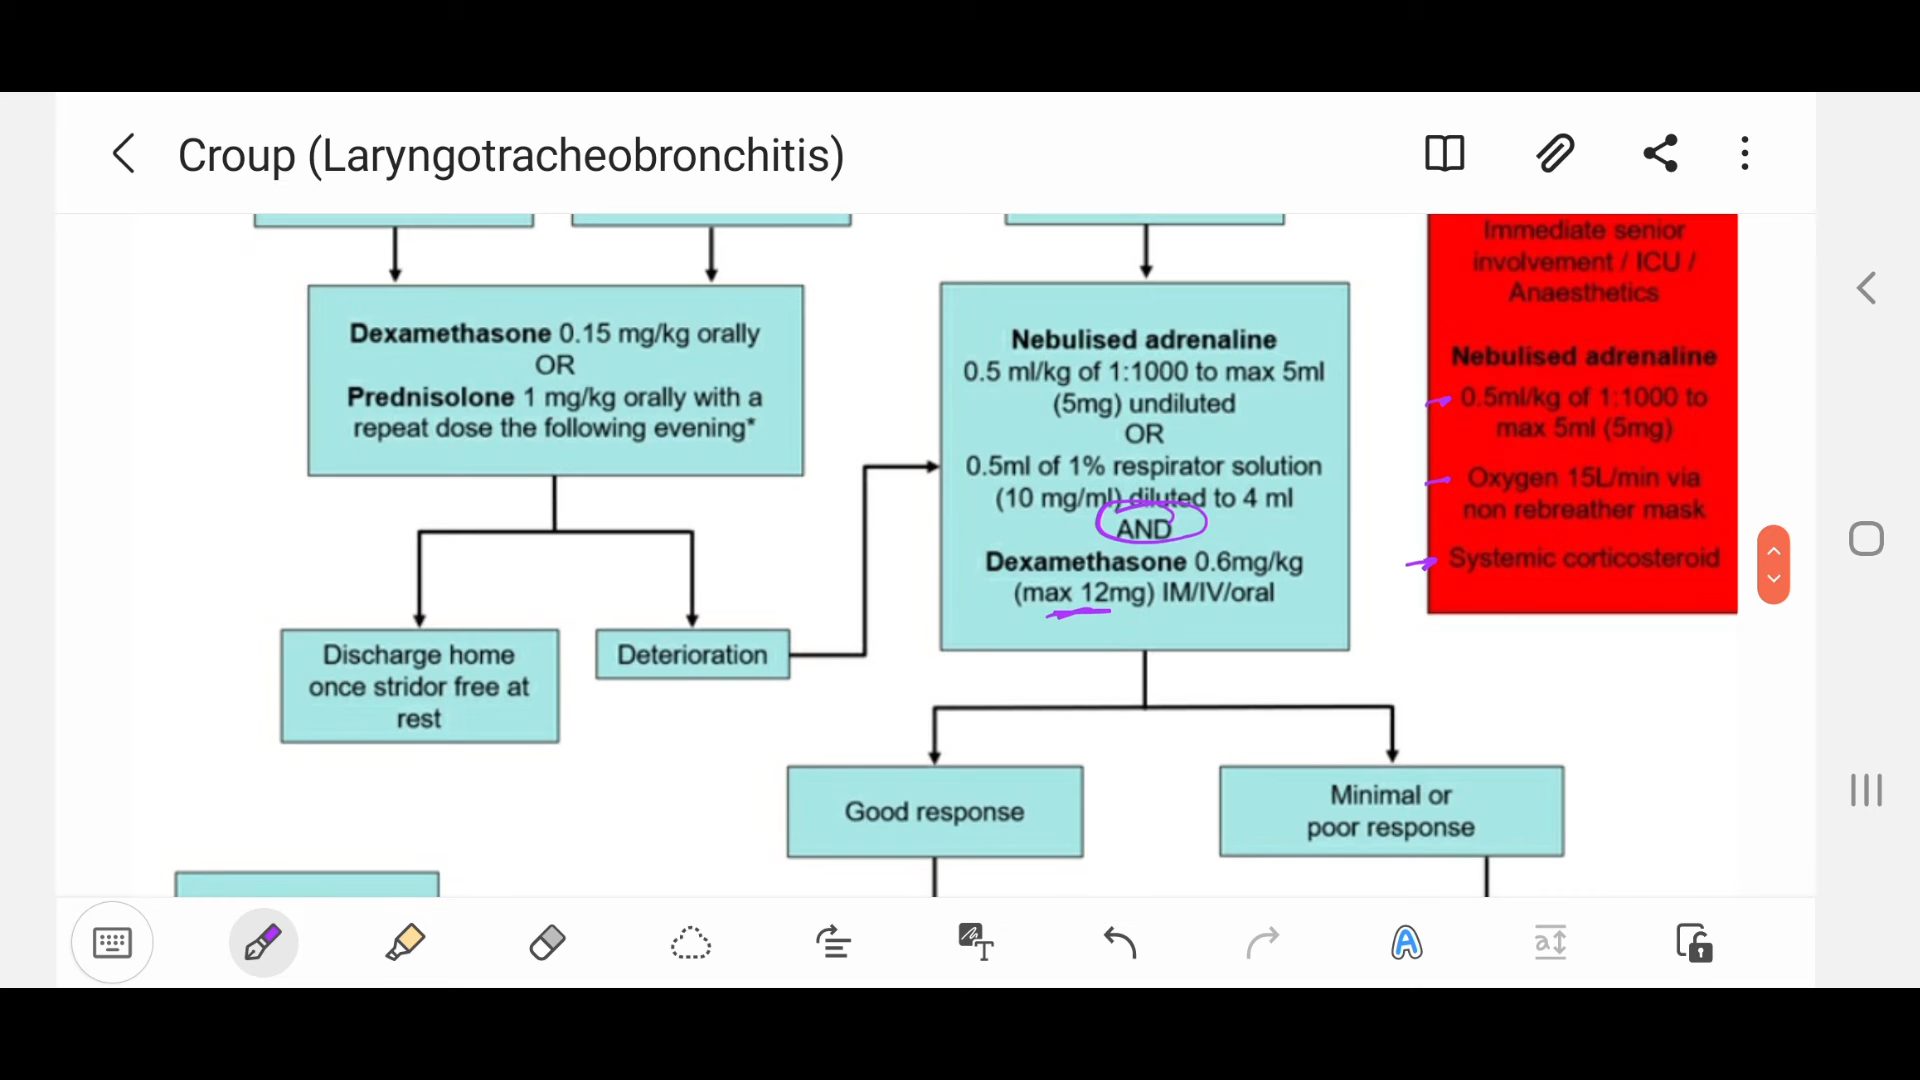 Croup (Laryngotracheobronchitis)
Dexamethasone 0.15 mg/kg orally
OR
Prednisolone 1 mg/kg orally with a
repeat dose the following evening*
Discharge home
once stridor free at
rest
Deterioration
Nebulised adrenaline
0.5 ml/kg of 1:1000 to max 5ml
(5mg) undiluted
OR
0.5ml of 1% respirator solution
(10 mg/ml) diluted to 4 ml
AND
Dexamethasone 0.6mg/kg
(max 12mg) IM/IV/oral
Good response
Minimal or
poor response
Immediate senior
involvement / ICU /
Anaesthetics
Nebulised adrenaline
0.5ml/kg of 1:1000 to
max 5ml (5mg)
Oxygen 15L/min via
non rebreather mask
Systemic corticosteroid